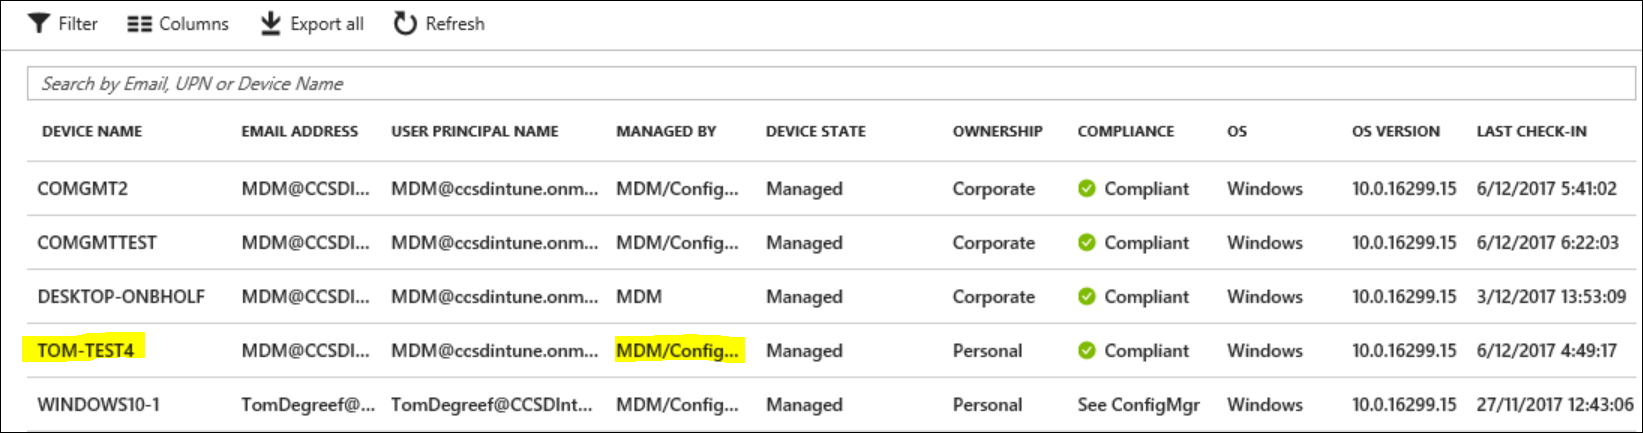 Filter Columns Export all Refresh
Search by Email, UPN or Device Name
DEVICE NAME EMAIL ADDRESS USER PRINCIPAL NAME MANAGED BY DEVICE STATE OWNERSHIP COMPLIANCE OS OS VERSION LAST CHECK-IN
COMGMT2 MDM@CCSDI... MDM@ccsdintune.onm... MDM/Config... Managed Corporate Compliant Windows 10.0.16299.15 6/12/2017 5:41:02
COMGMTTEST MDM@CCSDI... MDM@ccsdintune.onm... MDM/Config... Managed Corporate Compliant Windows 10.0.16299.15 6/12/2017 6:22:03
DESKTOP-ONBHOLF MDM@CCSDI... MDM@ccsdintune.onm... MDM Managed Corporate Compliant Windows 10.0.16299.15 3/12/2017 13:53:09
TOM-TEST4 MDM@CCSDI... MDM@ccsdintune.onm... MDM/Config... Managed Personal Compliant Windows 10.0.16299.15 6/12/2017 4:49:17
WINDOWS10-1 TomDegreef@... TomDegreef@CCSDInt... MDM/Config... Managed Personal See ConfigMgr Windows 10.0.16299.15 27/11/2017 12:43:06